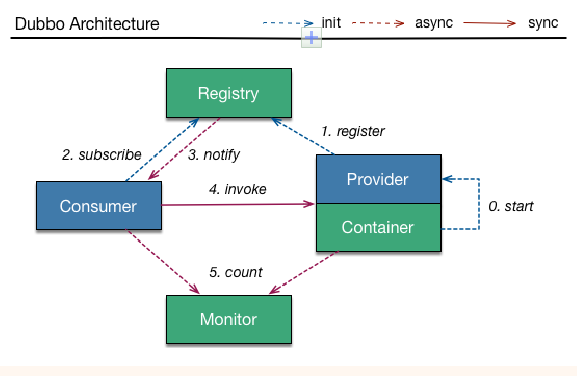 Dubbo Architecture
init
async
sync
Registry
1. register
2. subscribe
3. notify
Provider
4. invoke
Consumer
0. start
Container
5. count
Monitor